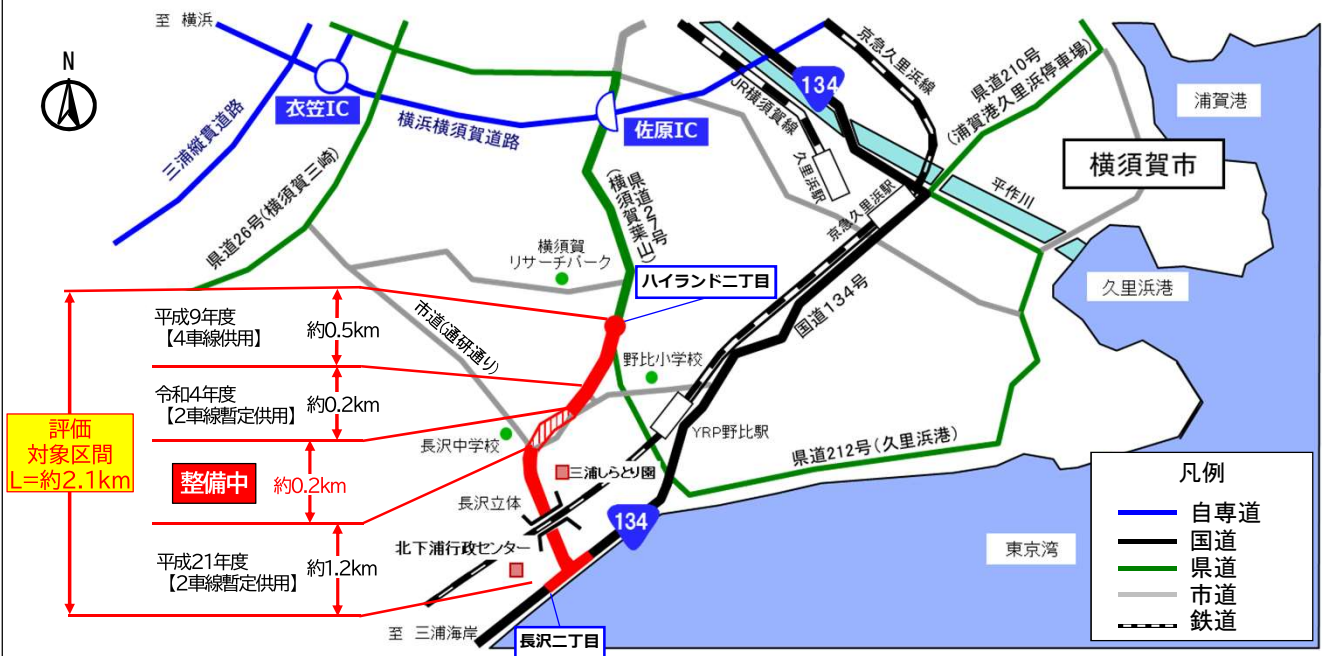 至 横浜
N
衣笠IC
三浦縦貫道路
横浜横須賀道路
佐原IC
134
JR横須賀線
久里浜駅
京急久里浜線
京急久里浜駅
県道210号
(浦賀港久里浜停車場)
浦賀港
横須賀市
平作川
久里浜港
県道26号(横須賀三崎)
県道27号
(横須賀葉山)
横須賀
リサーチパーク
ハイランド二丁目
国道134号
市道(通研通り)
野比小学校
YRP野比駅
県道212号(久里浜港)
長沢中学校
三浦しらとり園
長沢立体
134
北下浦行政センター
東京湾
至 三浦海岸
長沢二丁目
評価
対象区間
L=約2.1km
平成9年度
【4車線供用】
約0.5km
令和4年度
【2車線暫定供用】
約0.2km
整備中
約0.2km
平成21年度
【2車線暫定供用】
約1.2km
凡例
自専道
国道
県道
市道
鉄道